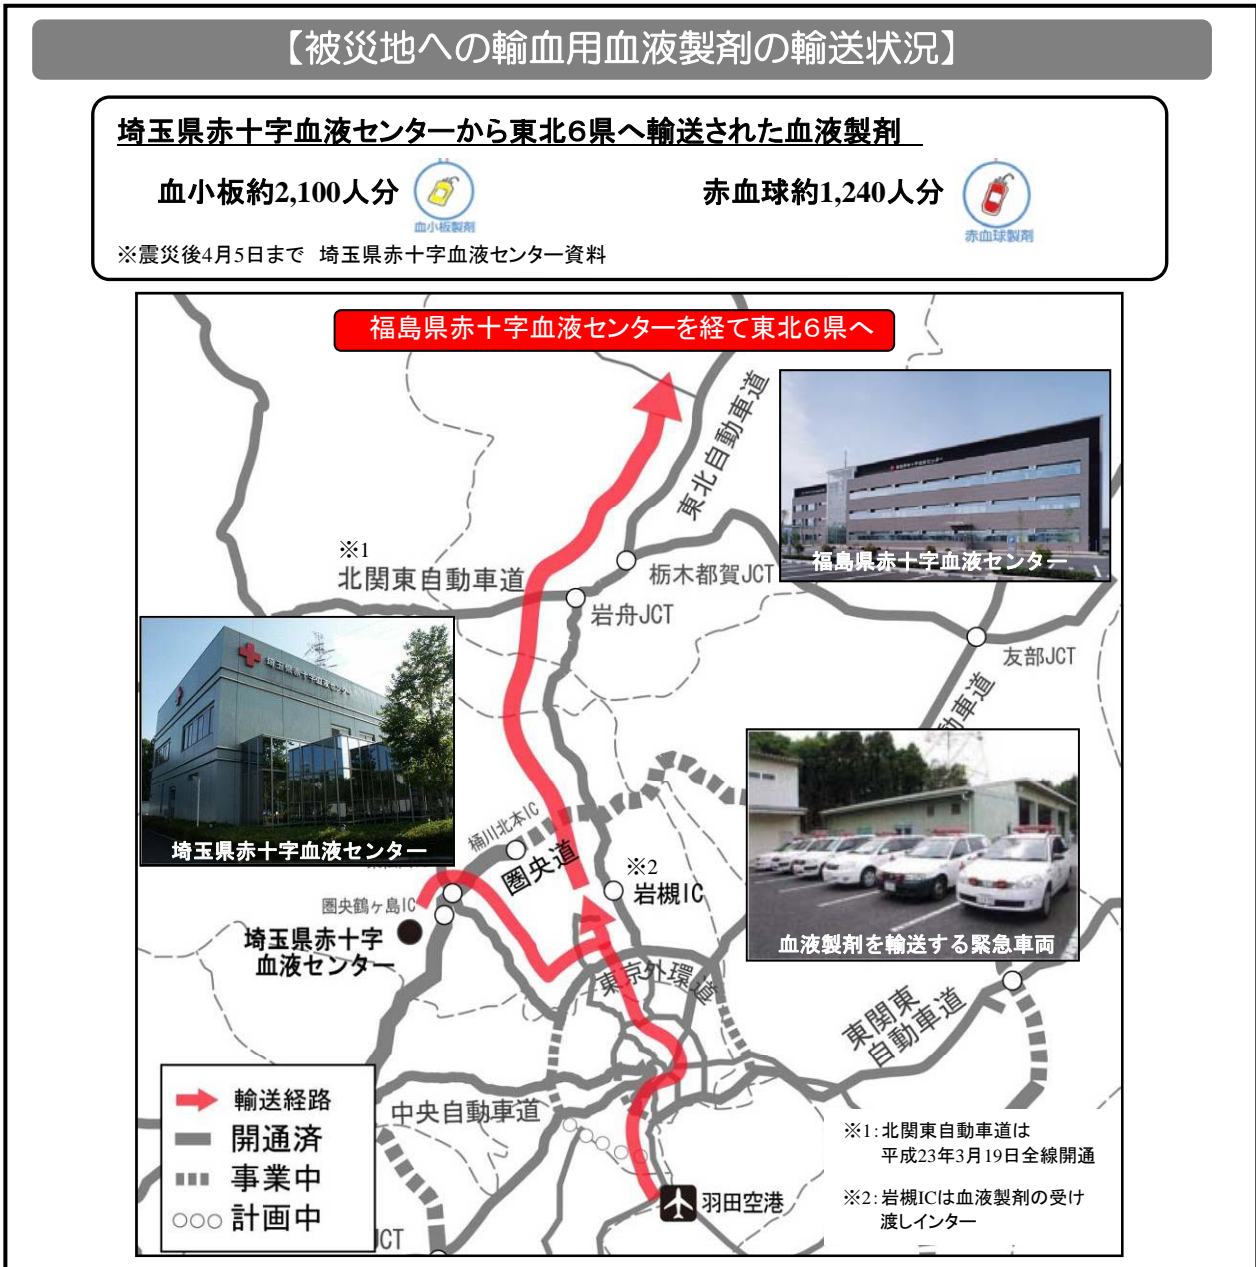 【被災地への輸血用血液製剤の輸送状況】
埼玉県赤十字血液センターから東北6県へ輸送された血液製剤
血小板約2,100人分
血小板製剤
赤血球約1,240人分
赤血球製剤
※震災後4月5日まで 埼玉県赤十字血液センター資料
福島県赤十字血液センターを経て東北6県へ
東北自動車道
福島県赤十字血液センター
※1
北関東自動車道
栃木都賀JCT
岩舟JCT
友部JCT
動車道
埼玉県赤十字血液センター
埼玉県赤十字血液センター
桶川北本IC
圏央道
※2
岩槻IC
圏央鶴ヶ島IC
埼玉県赤十字
血液センター
血液製剤を輸送する緊急車両
東京外環道
東関東
自動車道
中央自動車道
輸送経路
開通済
事業中
計画中
JCT
羽田空港
※1:北関東自動車道は
平成23年3月19日全線開通
※2:岩槻ICは血液製剤の受け
渡しインター